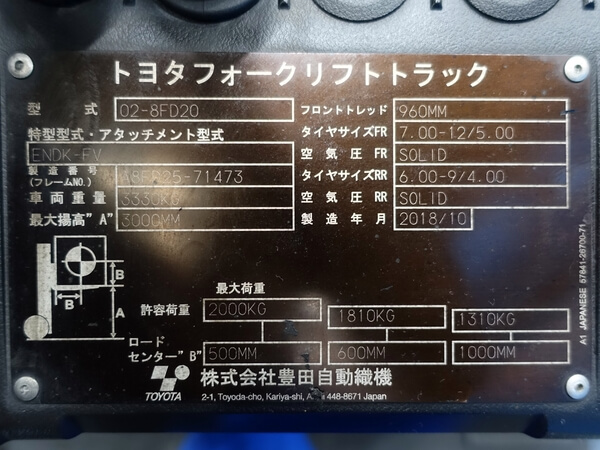 トヨタフォークリフトトラック
型 式 02-8FD20 フロントトレッド 960MM
特型型式・アタッチメント型式 タイヤサイズFR 7.00-12/5.00
ENDK-FV 空気圧 FR SOLID
製造番号 (フレームNO.) 8FD25-71473 タイヤサイズRR 6.00-9/4.00
車両重量 3330KG 空気圧 RR SOLID
最大揚高"A" 3000MM 製造年月 2018/10
B
B A
最大荷重
許容荷重 2000KG 1810KG 1310KG
ロード
センター"B" 500MM 600MM 1000MM
TOYOTA 株式会社豊田自動織機
2-1, Toyoda-cho, Kariya-shi, 448-8671 Japan
A1 JAPANESE 57841-26700-71